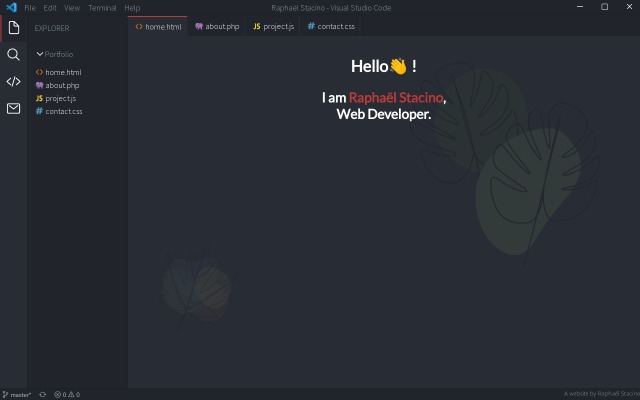 File Edit View Terminal Help
Raphaël Stacino - Visual Studio Code
EXPLORER
home.html about.php JS project.js # contact.css
Portfolio
home.html
about.php
JS project.js
# contact.css
Hello👋 !
I am Raphaël Stacino,
Web Developer.
master* 0 0
A website by Raphaël Stacino